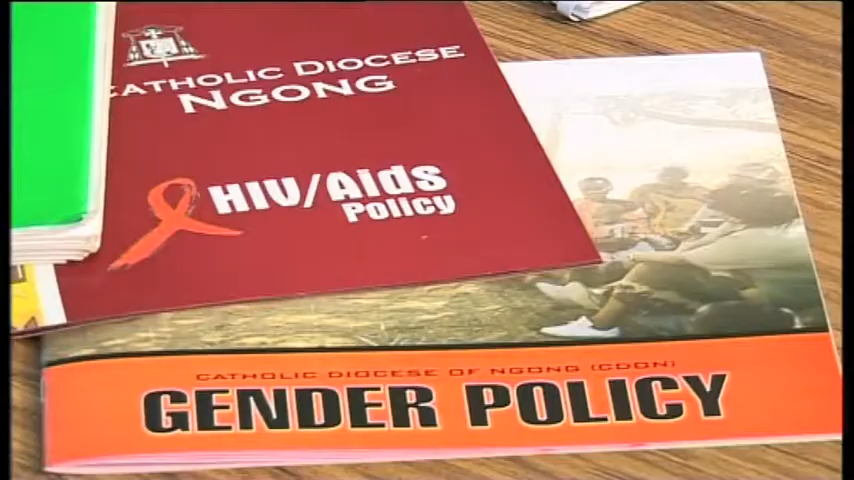 Catholic Diocese
Ngong
HIV/Aids
Policy
CATHOLIC DIOCESE OF NGONG (CDON)
GENDER POLICY